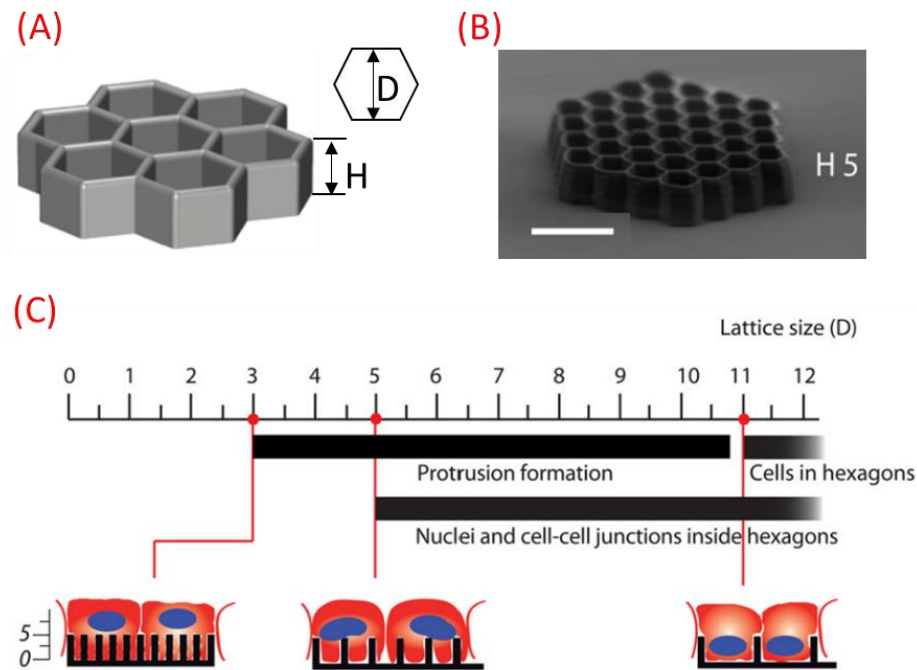 (A)
D
H
(B)
H 5
(C)
Lattice size (D)
0 1 2 3 4 5 6 7 8 9 10 11 12
Protrusion formation
Cells in hexagons
Nuclei and cell-cell junctions inside hexagons
5
0